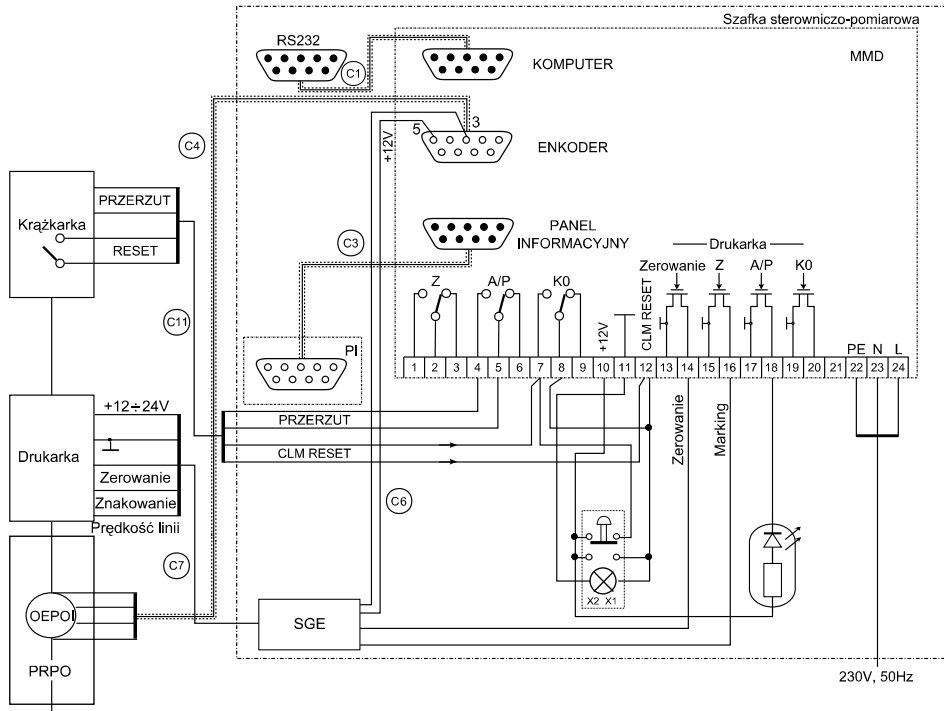 Szafka sterowniczo-pomiarowa
RS232
C1
KOMPUTER
MMD
C4
5
3
+12V
ENKODER
PRZERZUT
Krążkarka
RESET
C3
PANEL
INFORMACYJNY
Drukarka
Zerowanie
Z
A/P
K0
Z
A/P
K0
+12V
CLM RESET
C11
PI
PE N L
1 2 3 4 5 6 7 8 9 10 11 12 13 14 15 16 17 18 19 20 21 22 23 24
+12÷24V
PRZERZUT
CLM RESET
Zerowanie
Marking
Drukarka
Zerowanie
Znakowanie
Prędkość linii
C6
C7
X2 X1
OEPOI
SGE
PRPO
230V, 50Hz